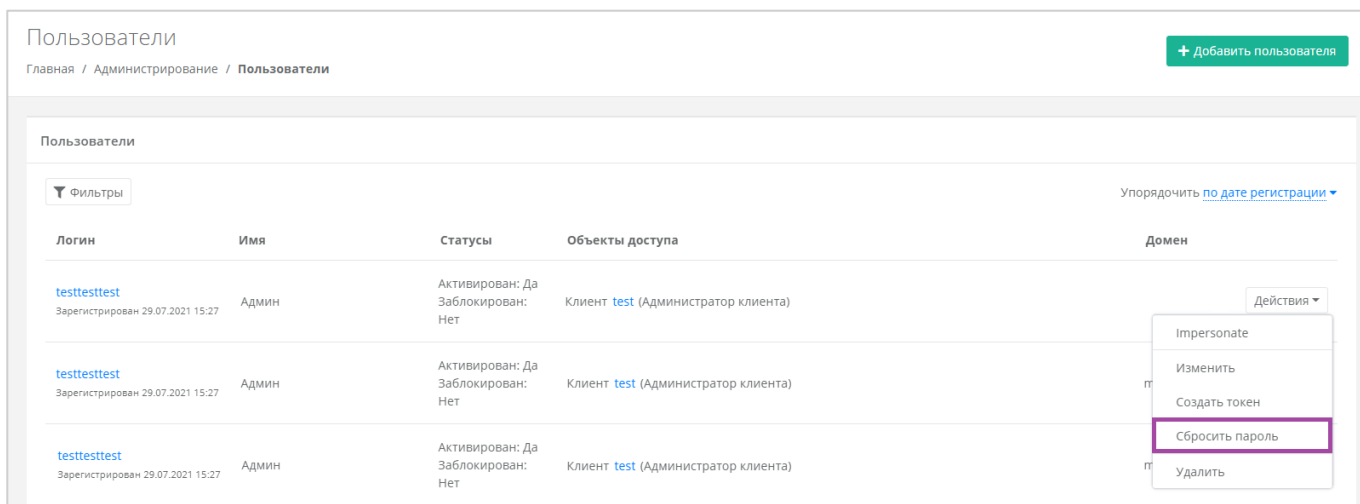 Пользователи
+ Добавить пользователя
Главная / Администрирование / Пользователи
Пользователи
Фильтры
Упорядочить по дате регистрации
Логин Имя Статусы Объекты доступа Домен
testtesttest
Зарегистрирован 29.07.2021 15:27
Админ
Активирован: Да
Заблокирован:
Нет
Клиент test (Администратор клиента)
Действия
Impersonate
Изменить
Создать токен
Сбросить пароль
Удалить
testtesttest
Зарегистрирован 29.07.2021 15:27
Админ
Активирован: Да
Заблокирован:
Нет
Клиент test (Администратор клиента)
testtesttest
Зарегистрирован 29.07.2021 15:27
Админ
Активирован: Да
Заблокирован:
Нет
Клиент test (Администратор клиента)